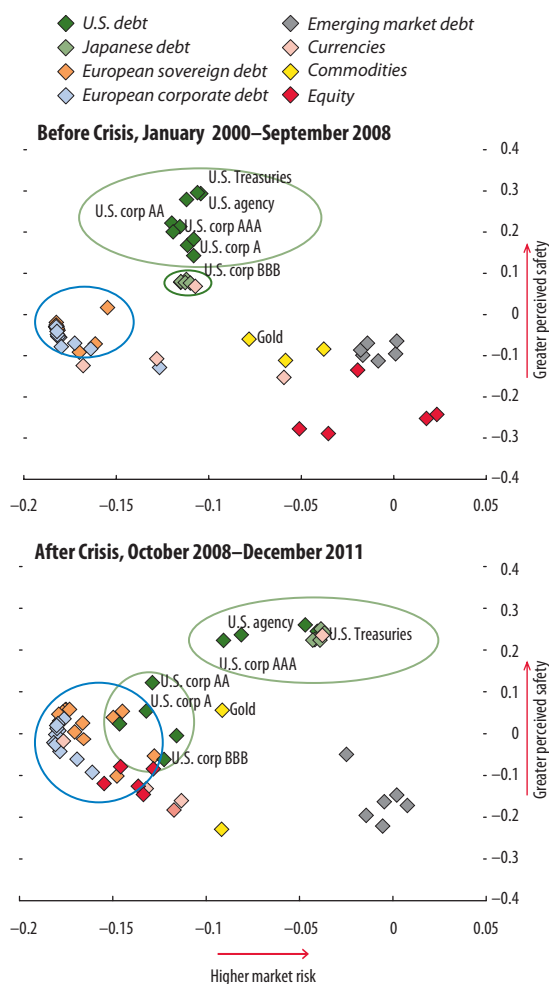 U.S. debt
Japanese debt
European sovereign debt
European corporate debt
Emerging market debt
Currencies
Commodities
Equity
Before Crisis, January 2000–September 2008
0.4
0.3
0.2
0.1
0
−0.1
−0.2
−0.3
−0.4
Greater perceived safety
U.S. Treasuries
U.S. agency
U.S. corp AA
U.S. corp AAA
U.S. corp A
U.S. corp BBB
Gold
−0.2
−0.15
−0.1
−0.05
0
0.05
After Crisis, October 2008–December 2011
0.4
0.3
0.2
0.1
0
−0.1
−0.2
−0.3
−0.4
Greater perceived safety
U.S. agency
U.S. Treasuries
U.S. corp AAA
U.S. corp AA
U.S. corp A
Gold
U.S. corp BBB
−0.2
−0.15
−0.1
−0.05
0
0.05
Higher market risk